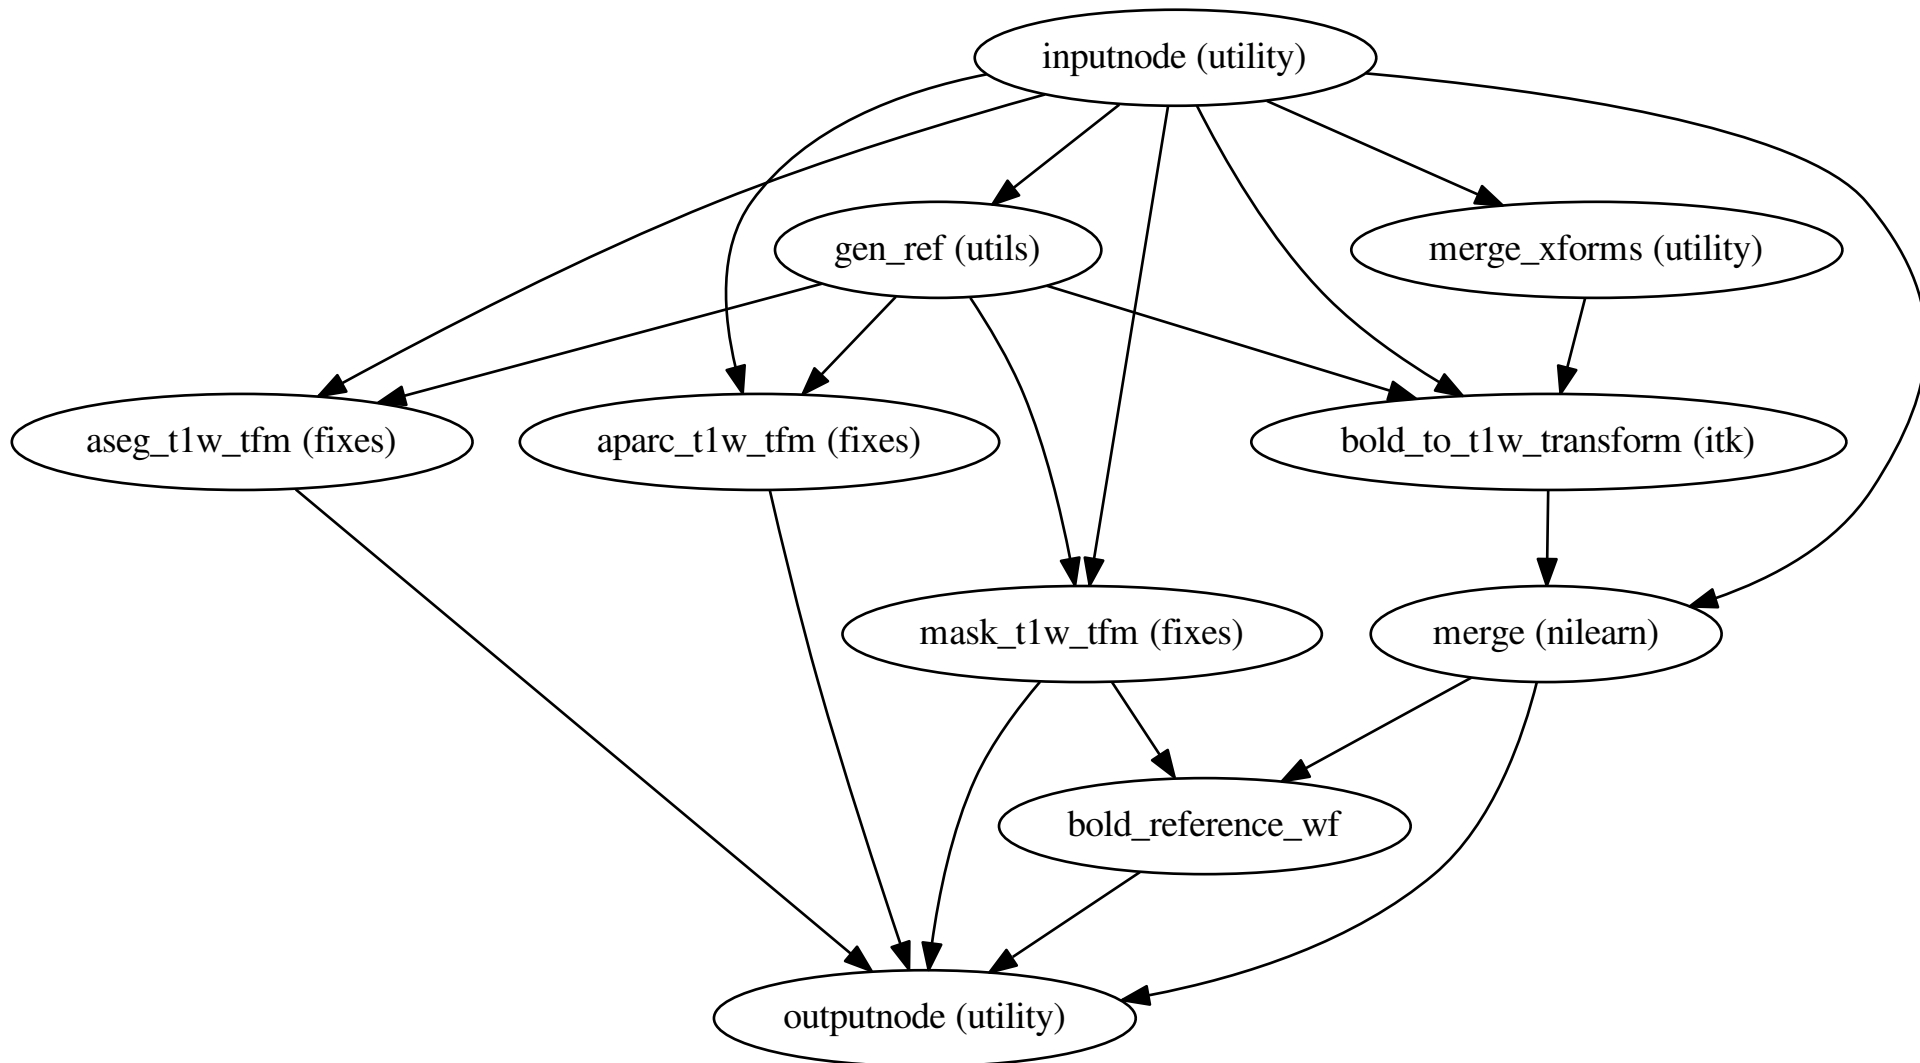 inputnode (utility)
gen_ref (utils)
merge_xforms (utility)
aseg_t1w_tfm (fixes)
aparc_t1w_tfm (fixes)
bold_to_t1w_transform (itk)
mask_t1w_tfm (fixes)
merge (nilearn)
bold_reference_wf
outputnode (utility)